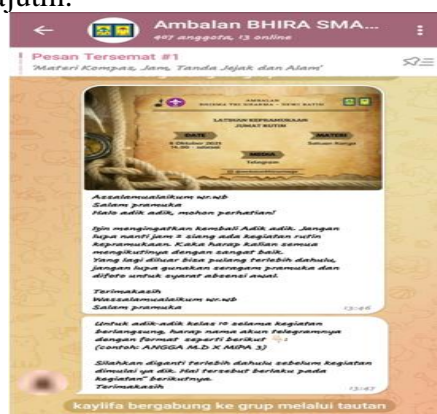 ajutin.
Ambalan BHIRA SMA...
407 anggota, 13 online
Pesan Tersemat #1
'Materi Kompas, Jam, Tanda Jejak dan Alam'
AMBALAN
LATIHAN KEPRAMUKAAN
JUMAT RUTIN
DATE
MATERI
8 Oktober 2021
MEDIA
Telegram
Assalamualaikum wr.wb
Salam pramuka
Halo adik adik, mohon perhatian!
Ijin mengingatkan kembali Adik adik. Jangan
lupa nanti jam 2 siang ada kegiatan rutin
kepramukaan. Kaka harap kalian semua
mengikutinya dengan sangat baik.
Yang lagi diluar bisa pulang terlebih dahulu,
jangan lupa gunakan seragam pramuka dan
difoto untuk syarat absensi awal.
Terimakasih
Wassalamualaikum wr.wb
Salam pramuka
13:46
Untuk adik-adik kelas 10 selama kegiatan
berlangsung, harap nama akun telegramnya
dengan format seperti berikut 👇🏻:
(contoh: ANGGA M.D X MIPA 3)
Silahkan diganti terlebih dahulu sebelum kegiatan
dimulai ya dik. Hal tersebut berlaku pada
kegiatan" berikutnya.
Terimakasih
13:47
kaylifa bergabung ke grup melalui tautan